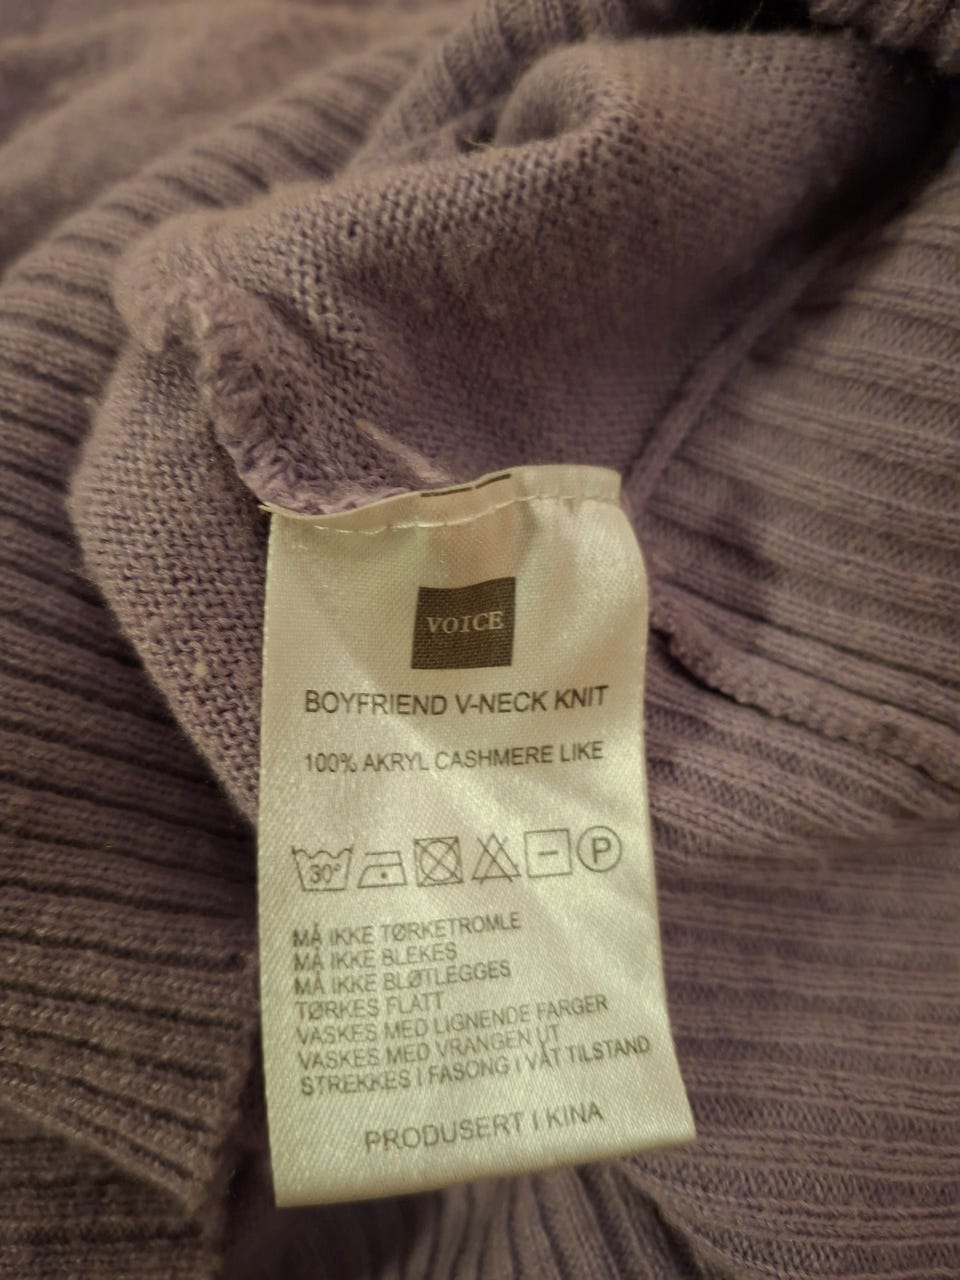 VOICE
BOYFRIEND V-NECK KNIT
100% AKRYL CASHMERE LIKE
30° P
MÅ IKKE TØRKETROMLE
MÅ IKKE BLEKES
MÅ IKKE BLØTLEGGES
TØRKES FLATT
VASKES MED LIGNENDE FARGER
VASKES MED VRANGEN UT
STREKKES I FASONG I VÅT TILSTAND
PRODUSERT I KINA